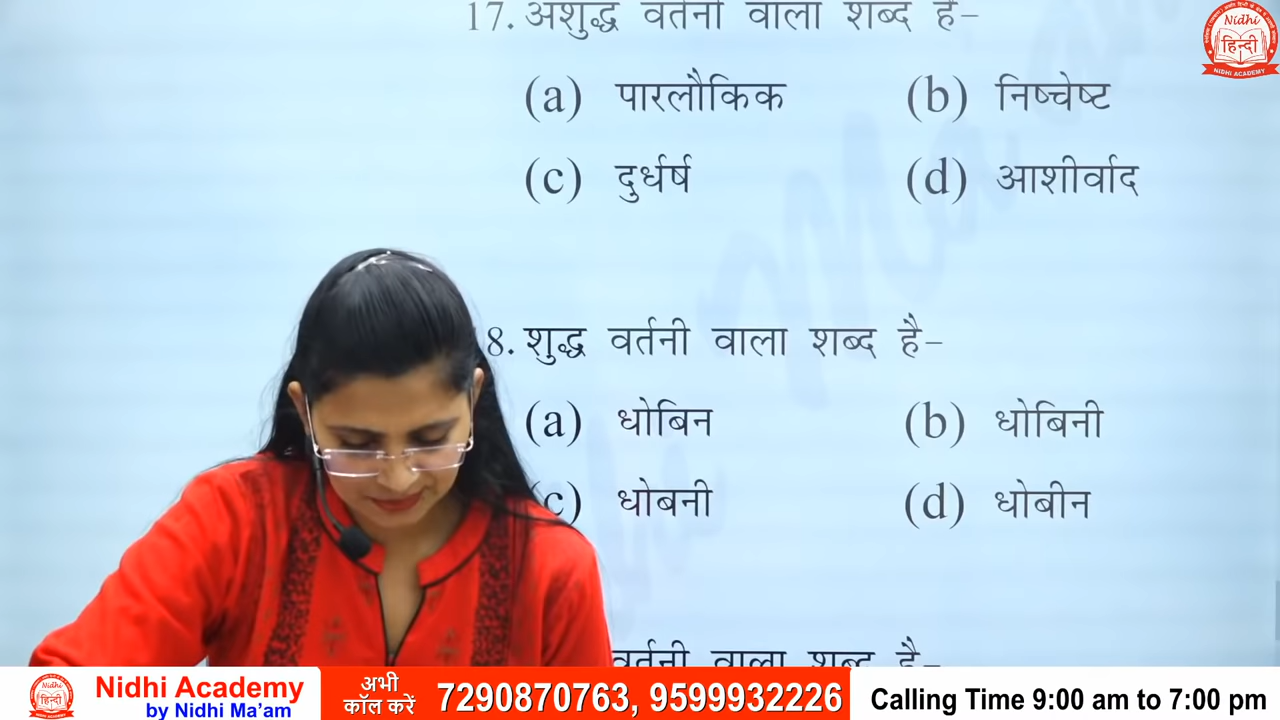 17. अशुद्ध वर्तनी वाला शब्द है-
(a) पारलौकिक (b) निष्चेष्ट
(c) दुर्धर्ष (d) आशीर्वाद
8. शुद्ध वर्तनी वाला शब्द है-
(a) धोबिन (b) धोबिनी
c) धोबनी (d) धोबीन
वर्तनी वाला शब्द है-
Nidhi
हिन्दी
NIDHI ACADEMY
Nidhi Academy
by Nidhi Ma'am
अभी
कॉल करें
7290870763, 9599932226
Calling Time 9:00 am to 7:00 pm